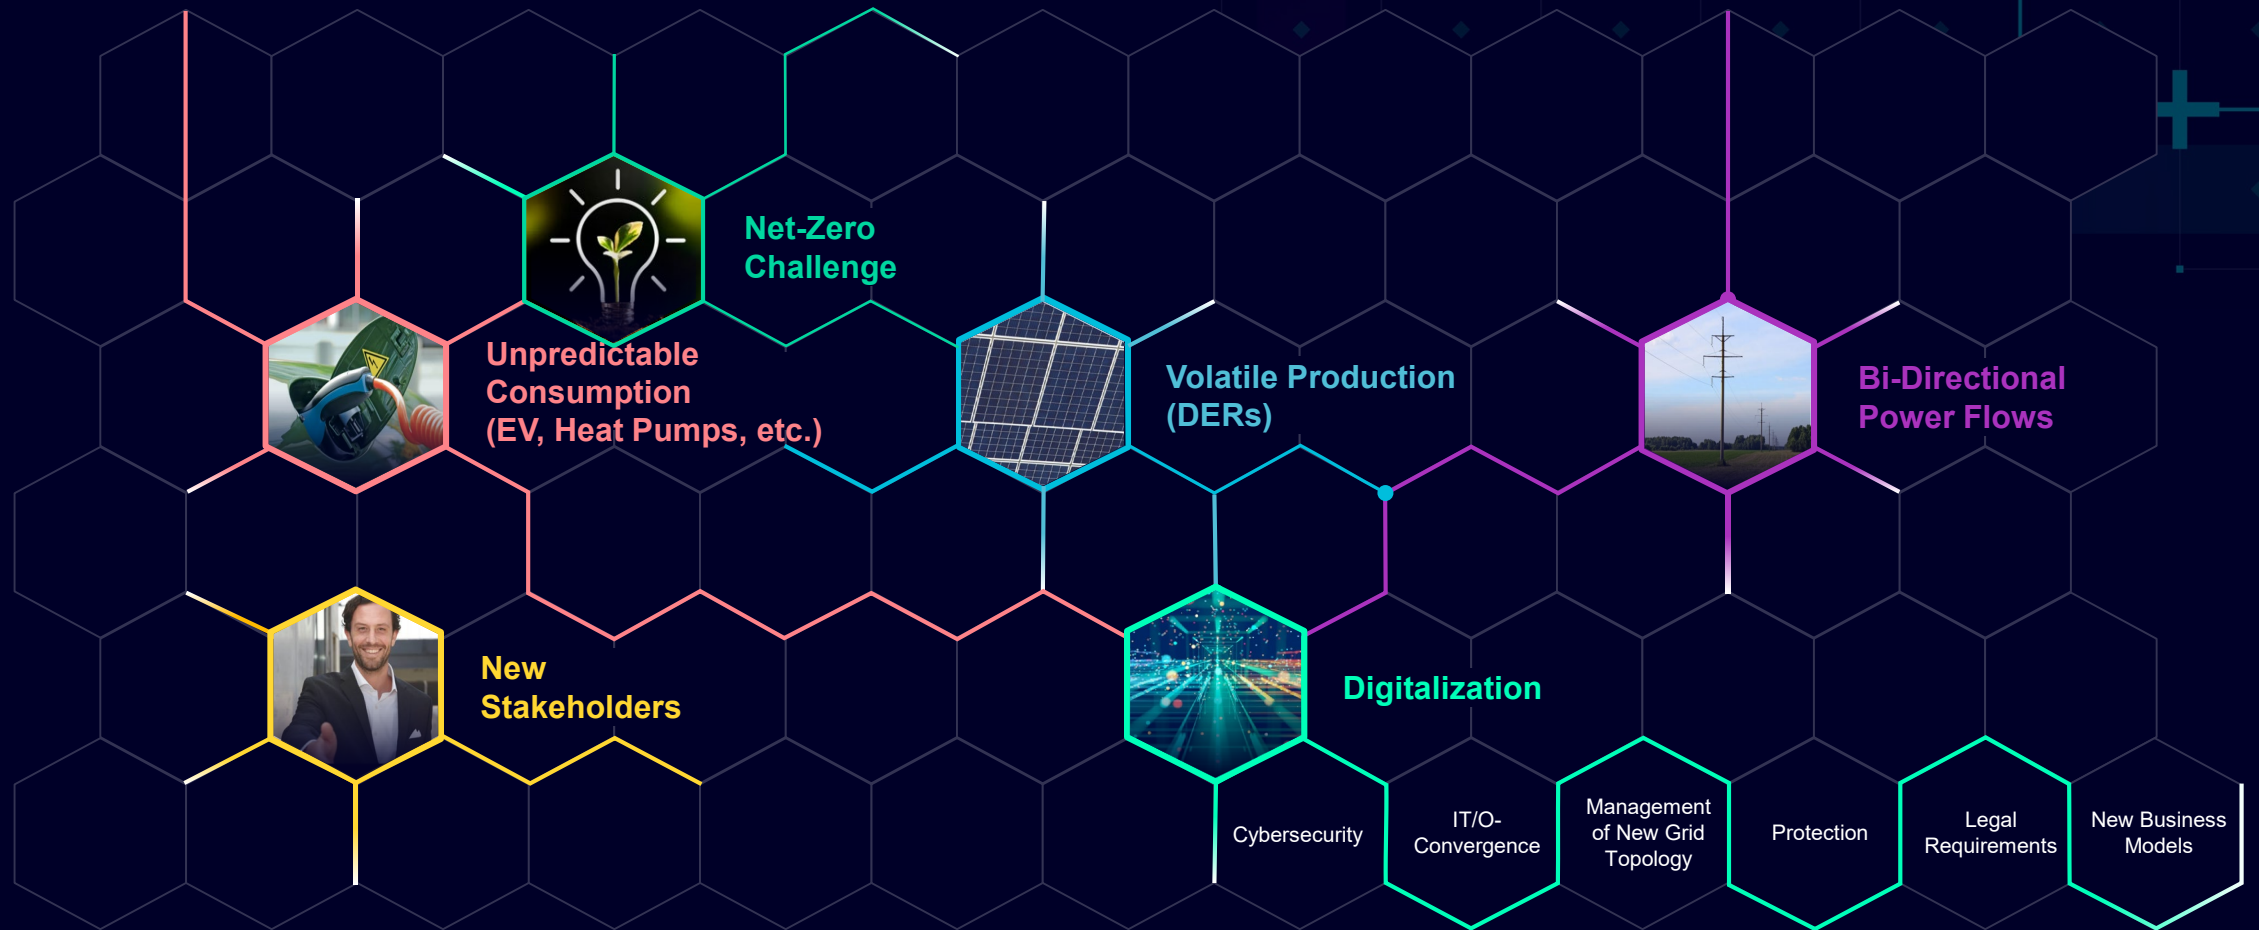 Net-Zero
Challenge
Unpredictable
Consumption
(EV, Heat Pumps, etc.)
Volatile Production
(DERs)
Bi-Directional
Power Flows
New
Stakeholders
Digitalization
Cybersecurity
IT/O-
Convergence
Management
of New Grid
Topology
Protection
Legal
Requirements
New Business
Models